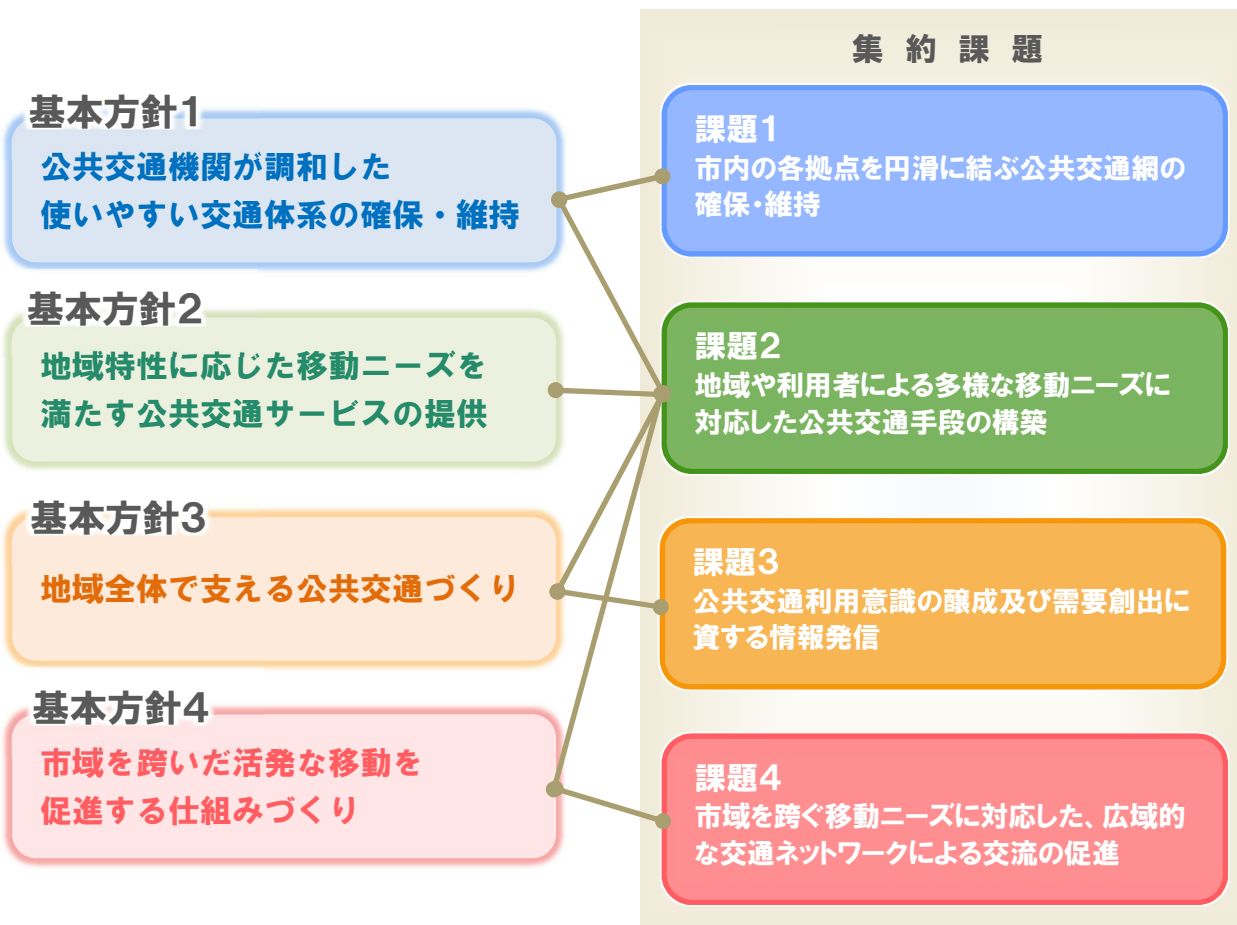 集約課題
基本方針1
公共交通機関が調和した
使いやすい交通体系の確保・維持
基本方針2
地域特性に応じた移動ニーズを
満たす公共交通サービスの提供
基本方針3
地域全体で支える公共交通づくり
基本方針4
市域を跨いだ活発な移動を
促進する仕組みづくり
課題1
市内の各拠点を円滑に結ぶ公共交通網の
確保・維持
課題2
地域や利用者による多様な移動ニーズに
対応した公共交通手段の構築
課題3
公共交通利用意識の醸成及び需要創出に
資する情報発信
課題4
市域を跨ぐ移動ニーズに対応した、広域的
な交通ネットワークによる交流の促進